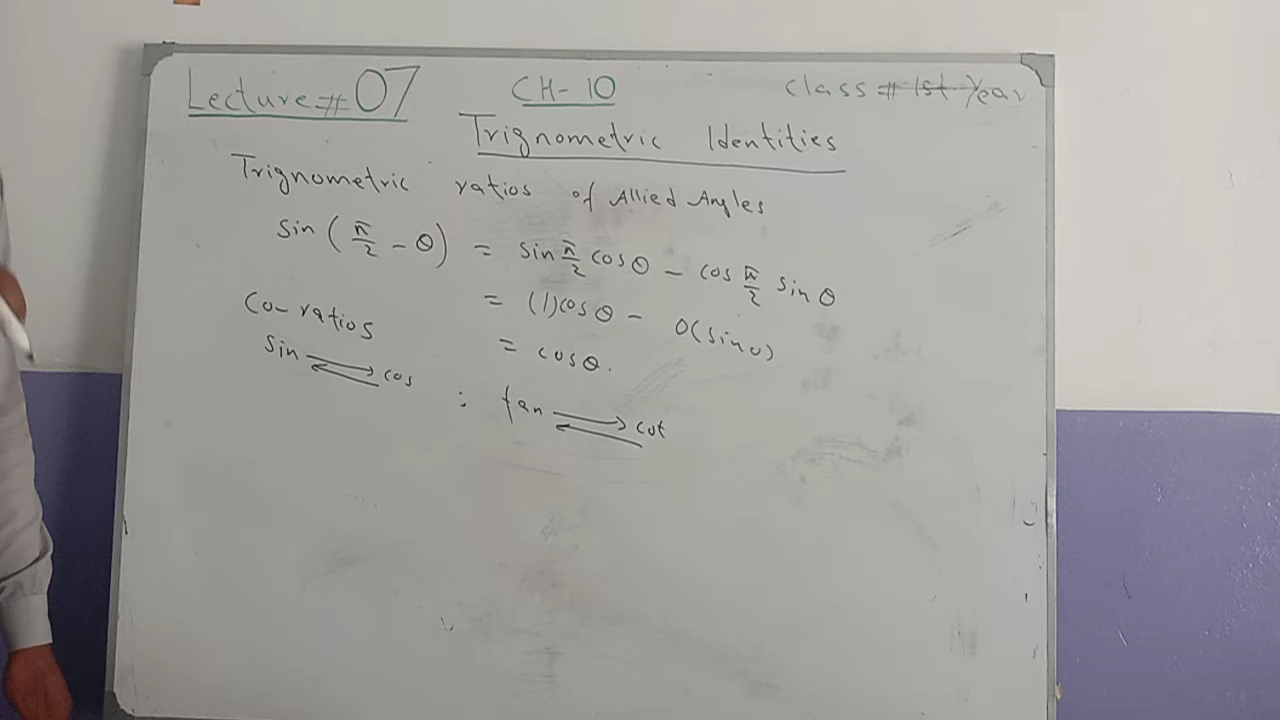 Lecture # 07 CH- 10 Class # 1st Year
Trignometric Identities
Trignometric ratios of Allied Angles
sin (π/2 - θ) = sin π/2 cos θ - cos π/2 sin θ
= (1) cos θ - 0(sin θ)
Co- ratios
= cos θ.
sin ⇌ cos ; tan ⇌ cot